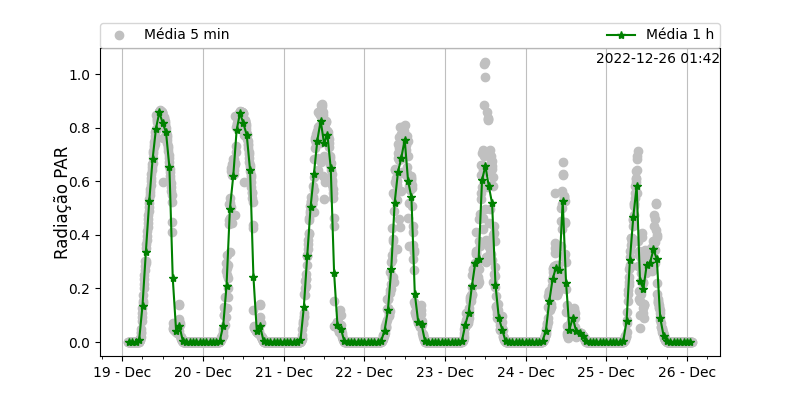 Média 5 min
Média 1 h
2022-12-26 01:42
Radiação PAR
1.0
0.8
0.6
0.4
0.2
0.0
19 - Dec
20 - Dec
21 - Dec
22 - Dec
23 - Dec
24 - Dec
25 - Dec
26 - Dec